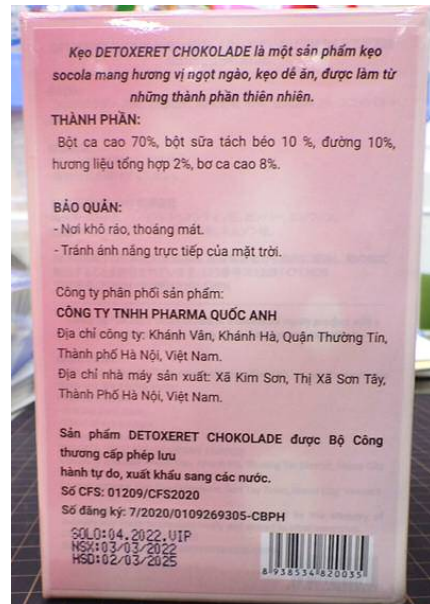 Kẹo DETOXERET CHOKOLADE là một sản phẩm kẹo
socola mang hương vị ngọt ngào, kẹo dễ ăn, được làm từ
những thành phần thiên nhiên.
THÀNH PHẦN:
Bột ca cao 70%, bột sữa tách béo 10 %, đường 10%,
hương liệu tổng hợp 2%, bơ ca cao 8%.
BẢO QUẢN:
- Nơi khô ráo, thoáng mát.
- Tránh ánh nắng trực tiếp của mặt trời.
Công ty phân phối sản phẩm:
CÔNG TY TNHH PHARMA QUỐC ANH
Địa chỉ công ty: Khánh Vân, Khánh Hà, Quận Thường Tín,
Thành phố Hà Nội, Việt Nam.
Địa chỉ nhà máy sản xuất: Xã Kim Sơn, Thị Xã Sơn Tây,
Thành Phố Hà Nội, Việt Nam.
Sản phẩm DETOXERET CHOKOLADE được Bộ Công
thương cấp phép lưu
hành tự do, xuất khẩu sang các nước.
Số CFS: 01209/CFS2020
Số đăng ký: 7/2020/0109269305-CBPH
SOLO:04.2022.VIP
NSX:03/03/2022
HSD:02/03/2025
8 938534 820035